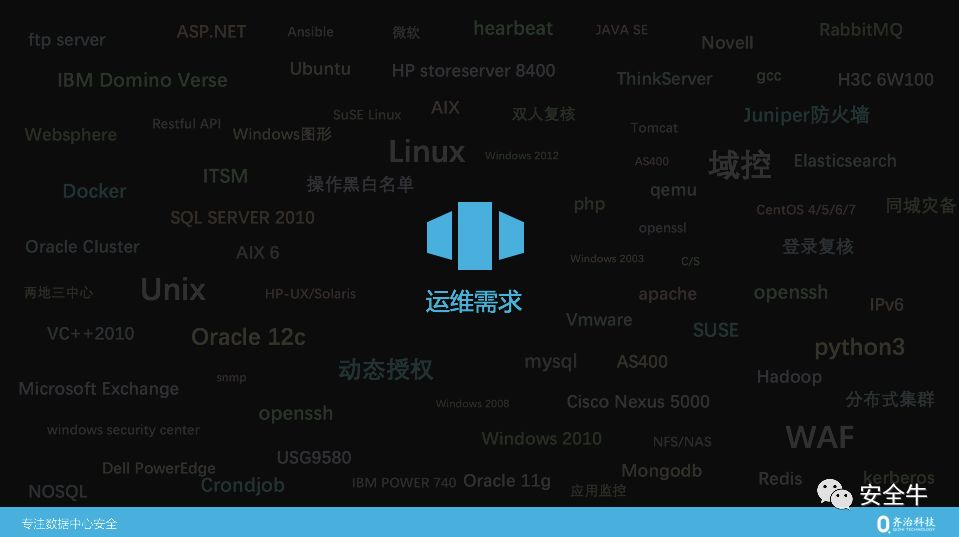 ftp server
ASP.NET
Ansible
微软
hearbeat
JAVA SE
Novell
RabbitMQ
IBM Domino Verse
Ubuntu
HP storeserver 8400
ThinkServer
gcc
H3C 6W100
Websphere
Restful API
Windows图形
SuSE Linux
AIX
双人复核
Tomcat
Juniper防火墙
Linux
Windows 2012
AS400
域控
Elasticsearch
Docker
ITSM
操作黑白名单
qemu
SQL SERVER 2010
php
openssl
CentOS 4/5/6/7
同城灾备
Oracle Cluster
AIX 6
Windows 2003
C/S
登录复核
两地三中心
Unix
HP-UX/Solaris
运维需求
apache
openssh
IPv6
VC++2010
Oracle 12c
Vmware
SUSE
python3
Microsoft Exchange
snmp
动态授权
mysql
AS400
Hadoop
openssh
Windows 2008
Cisco Nexus 5000
分布式集群
windows security center
Windows 2010
NFS/NAS
WAF
Dell PowerEdge
USG9580
Mongodb
NOSQL
Crondjob
IBM POWER 740
Oracle 11g
应用监控
Redis
kerberos
安全牛
专注数据中心安全
齐治科技
QIZHI TECHNOLOGY